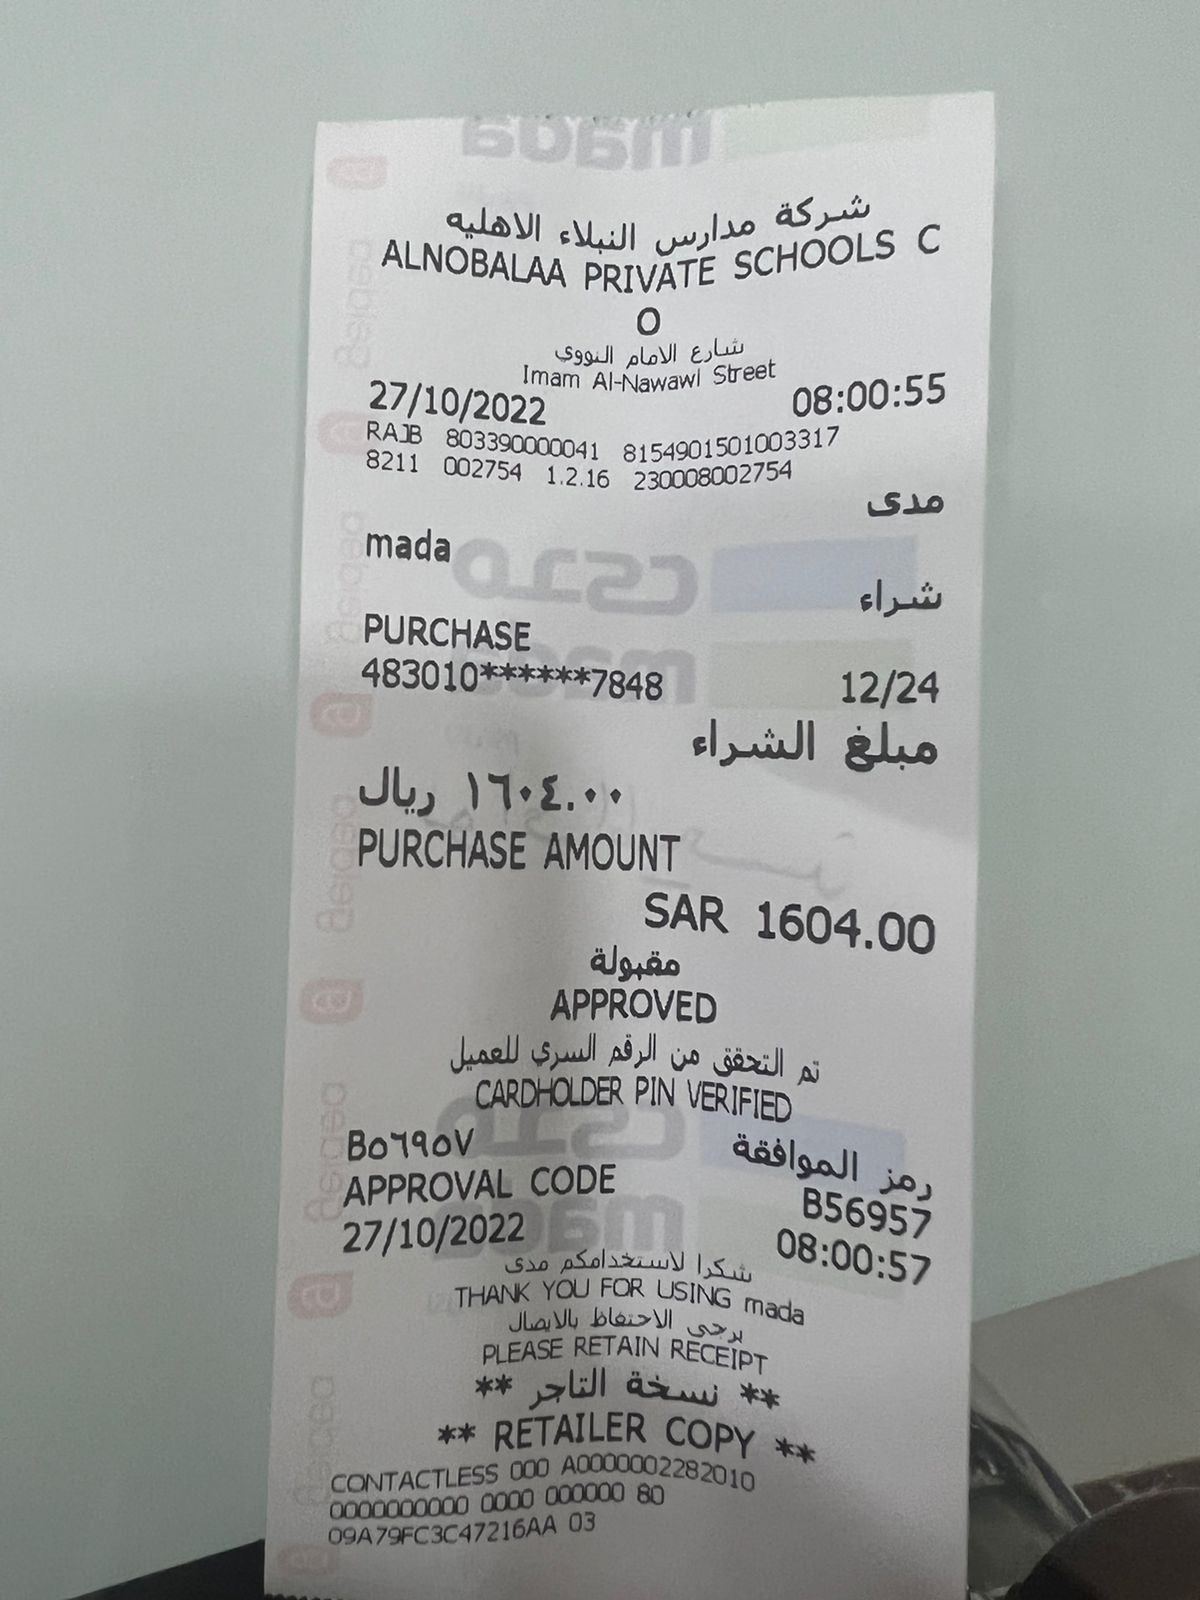 شركة مدارس النبلاء الاهليه
ALNOBALAA PRIVATE SCHOOLS C
O
شارع الامام النووي
Imam Al-Nawawi Street
27/10/2022 08:00:55
RAJB 803390000041 8154901501003317
8211 002754 1.2.16 230008002754
مدى
mada
شراء
PURCHASE
483010******7848 12/24
مبلغ الشراء
١٦٠٤.٠٠ ريال
PURCHASE AMOUNT
SAR 1604.00
مقبولة
APPROVED
تم التحقق من الرقم السري للعميل
CARDHOLDER PIN VERIFIED
رمز الموافقة B٥٦٩٥٧
APPROVAL CODE B56957
27/10/2022 08:00:57
شكرا لاستخدامكم مدى
THANK YOU FOR USING mada
يرجى الاحتفاظ بالايصال
PLEASE RETAIN RECEIPT
** نسخة التاجر **
** RETAILER COPY **
CONTACTLESS 000 A0000002282010
0000000000 0000 000000 80
09A79FC3C47216AA 03